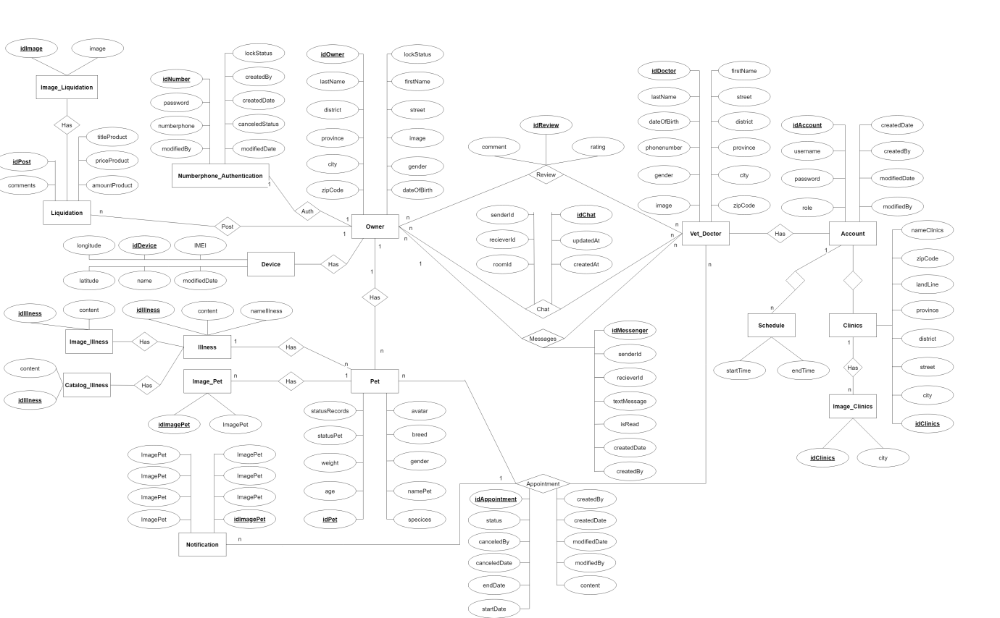 idImage
image
Image_Liquidation
Has
titleProduct
priceProduct
amountProduct
idPost
comments
Liquidation
n
Post
lockStatus
createdBy
createdDate
canceledStatus
modifiedDate
idNumber
password
numberphone
modifiedBy
Numberphone_Authentication
1
Auth
1
1
idOwner
lastName
district
province
city
zipCode
lockStatus
firstName
street
image
gender
dateOfBirth
Owner
n
n
n
1
idReview
comment
rating
Review
senderId
recieverId
roomId
idChat
updatedAt
createdAt
Chat
Messages
idMessenger
senderId
recieverId
textMessage
isRead
createdDate
createdBy
idDoctor
lastName
dateOfBirth
phonenumber
gender
image
firstName
street
district
province
city
zipCode
n
n
n
Vet_Doctor
n
Has
idAccount
username
password
role
createdDate
createdBy
modifiedDate
modifiedBy
Account
1
n
Schedule
startTime
endTime
nameClinics
zipCode
landLine
province
district
street
city
idClinics
Clinics
1
Has
n
Image_Clinics
idClinics
city
longitude
idDevice
IMEI
latitude
name
modifiedDate
Device
Has
1
1
Has
n
idIllness
content
Image_Illness
Has
idIllness
content
nameIllness
Illness
1
Has
n
content
Catalog_Illness
idIllness
Has
Image_Pet
n
Has
1
idImagePet
ImagePet
Pet
n
statusRecords
statusPet
weight
age
idPet
avatar
breed
gender
namePet
specices
ImagePet
ImagePet
ImagePet
ImagePet
ImagePet
ImagePet
ImagePet
idImagePet
Notification
n
1
Appointment
idAppointment
status
canceledBy
canceledDate
endDate
startDate
createdBy
createdDate
modifiedDate
modifiedBy
content